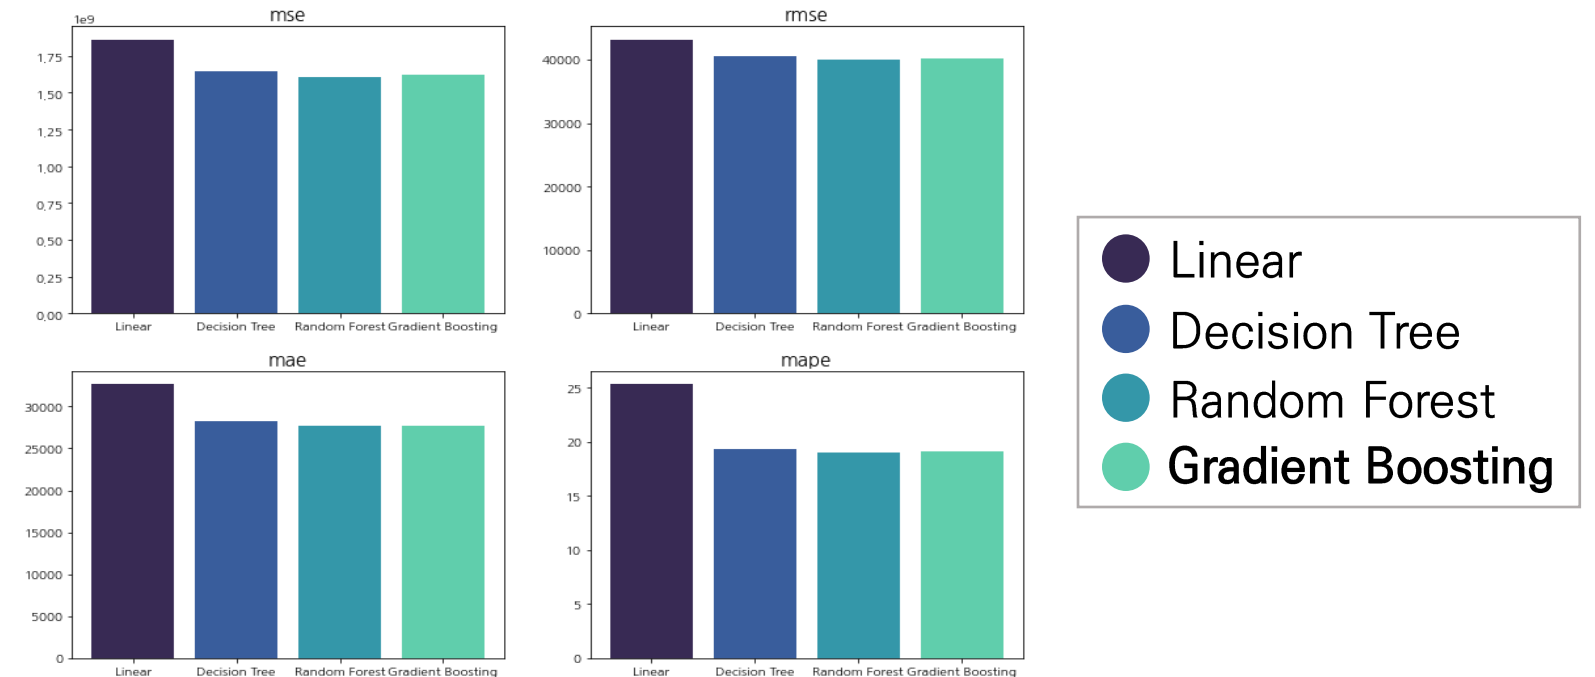 mse
1e9
1,75
1,50
1,25
1,00
0,75
0,50
0,25
0,00
Linear Decision Tree Random Forest Gradient Boosting
rmse
40000
30000
20000
10000
0
Linear Decision Tree Random Forest Gradient Boosting
mae
30000
25000
20000
15000
10000
5000
0
Linear Decision Tree Random Forest Gradient Boosting
mape
25
20
15
10
5
0
Linear Decision Tree Random Forest Gradient Boosting
Linear
Decision Tree
Random Forest
Gradient Boosting